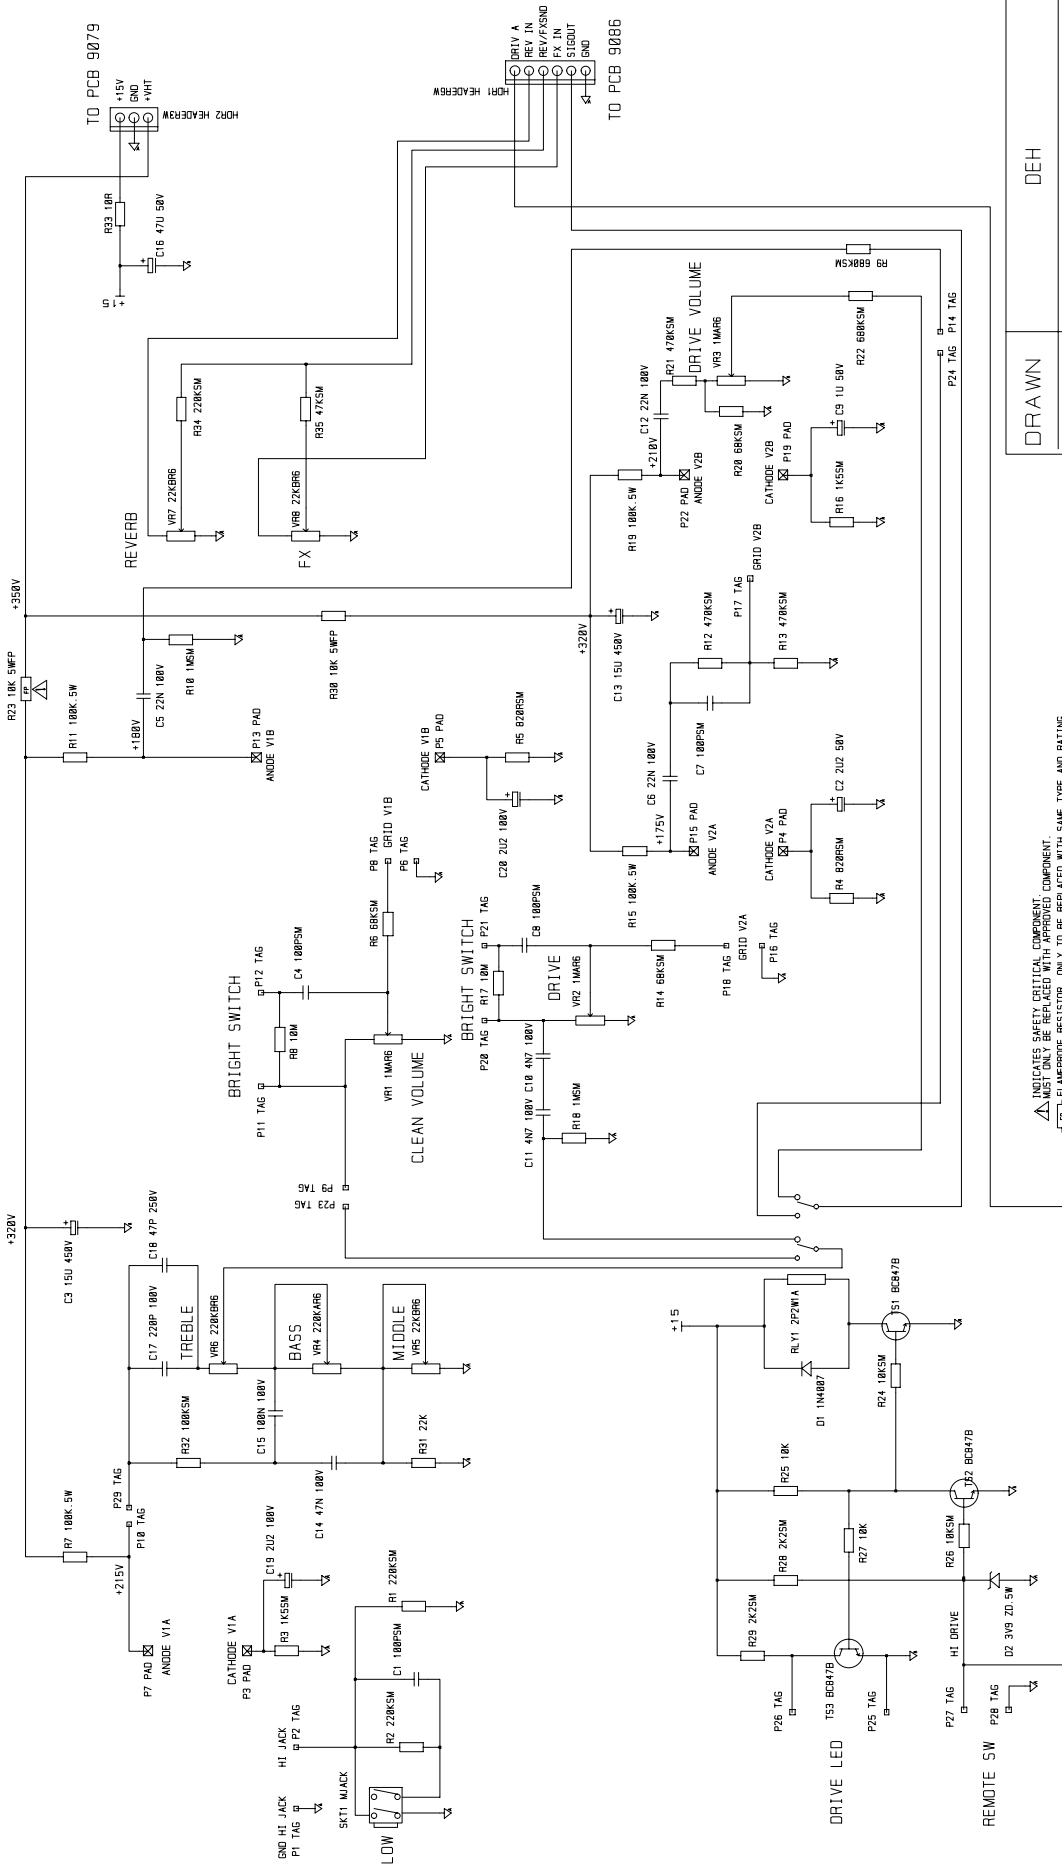 TO PCB 9079
+15V
GND
+VHT
HDR2 HEADER3W
R33 10R
C16 47U 50V
+15
TO PCB 9086
DRIV A
REV IN
REV/FXSND
FX IN
SIGOUT
GND
HDR1 HEADER6W
DEH
DRAWN
+350V
R23 10K 5WFP
FP
REVERB
VR7 22KBR6
R34 220KSM
FX
VR8 22KBR6
R35 47KSM
R9 680KSM
P24 TAG
P14 TAG
R11 100K.5W
+180V
C5 22N 100V
R10 1MSM
P13 PAD
ANODE V1B
R30 10K 5WFP
+320V
C13 15U 450V
R19 100K.5W
+210V
C12 22N 100V
R21 470KSM
DRIVE VOLUME
VR3 1MAR6
R20 68KSM
R22 680KSM
P22 PAD
ANODE V2B
CATHODE V2B
P19 PAD
R16 1K5SM
C9 1U 50V
CATHODE V1B
P5 PAD
R5 820RSM
C20 2U2 100V
R15 100K.5W
+175V
C6 22N 100V
C7 100PSM
R12 470KSM
R13 470KSM
P17 TAG
GRID V2B
P15 PAD
ANODE V2A
CATHODE V2A
P4 PAD
R4 820RSM
C2 2U2 50V
BRIGHT SWITCH
P11 TAG
P12 TAG
R8 10M
C4 100PSM
R6 68KSM
P8 TAG
GRID V1B
P6 TAG
VR1 1MAR6
CLEAN VOLUME
BRIGHT SWITCH
P20 TAG
P21 TAG
R17 10M
C8 100PSM
DRIVE
VR2 1MAR6
R14 68KSM
P18 TAG
GRID V2A
P16 TAG
C11 4N7 100V
C10 4N7 100V
R18 1MSM
P9 TAG
P23 TAG
+320V
C3 15U 450V
R7 100K.5W
+215V
P7 PAD
ANODE V1A
P10 TAG
P29 TAG
R32 100KSM
C17 220P 100V
C18 47P 250V
TREBLE
VR6 220KBR6
C15 100N 100V
BASS
VR4 220KAR6
C14 47N 100V
MIDDLE
VR5 22KBR6
R31 22K
CATHODE V1A
P3 PAD
R3 1K5SM
C19 2U2 100V
GND HI JACK
P1 TAG
HI JACK
P2 TAG
SKT1 MJACK
LOW
R2 220KSM
C1 100PSM
R1 220KSM
+15
RLY1 2P2W1A
D1 1N4007
TS1 BC847B
R24 10KSM
R25 10K
R27 10K
R28 2K2SM
R29 2K2SM
TS2 BC847B
R26 10KSM
TS3 BC847B
P26 TAG
P25 TAG
DRIVE LED
HI DRIVE
D2 3V9 ZD.5W
P27 TAG
P28 TAG
REMOTE SW
INDICATES SAFETY CRITICAL COMPONENT.
MUST ONLY BE REPLACED WITH APPROVED COMPONENT.
FLAMEPROOF RESISTOR. ONLY TO BE REPLACED WITH SAME TYPE AND RATING